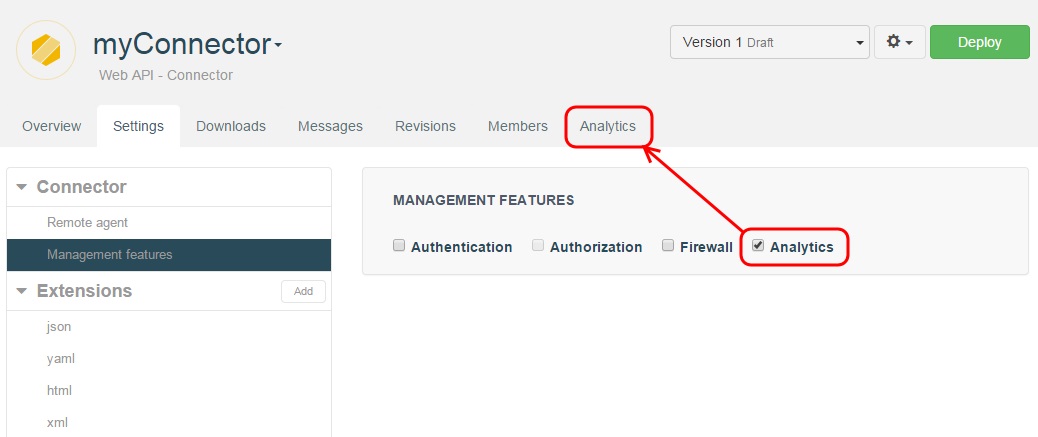 myConnector
Version 1 Draft
Deploy
Web API - Connector
Overview Settings Downloads Messages Revisions Members Analytics
Connector
Remote agent
Management features
Extensions Add
json
yaml
html
xml
MANAGEMENT FEATURES
Authentication Authorization Firewall Analytics